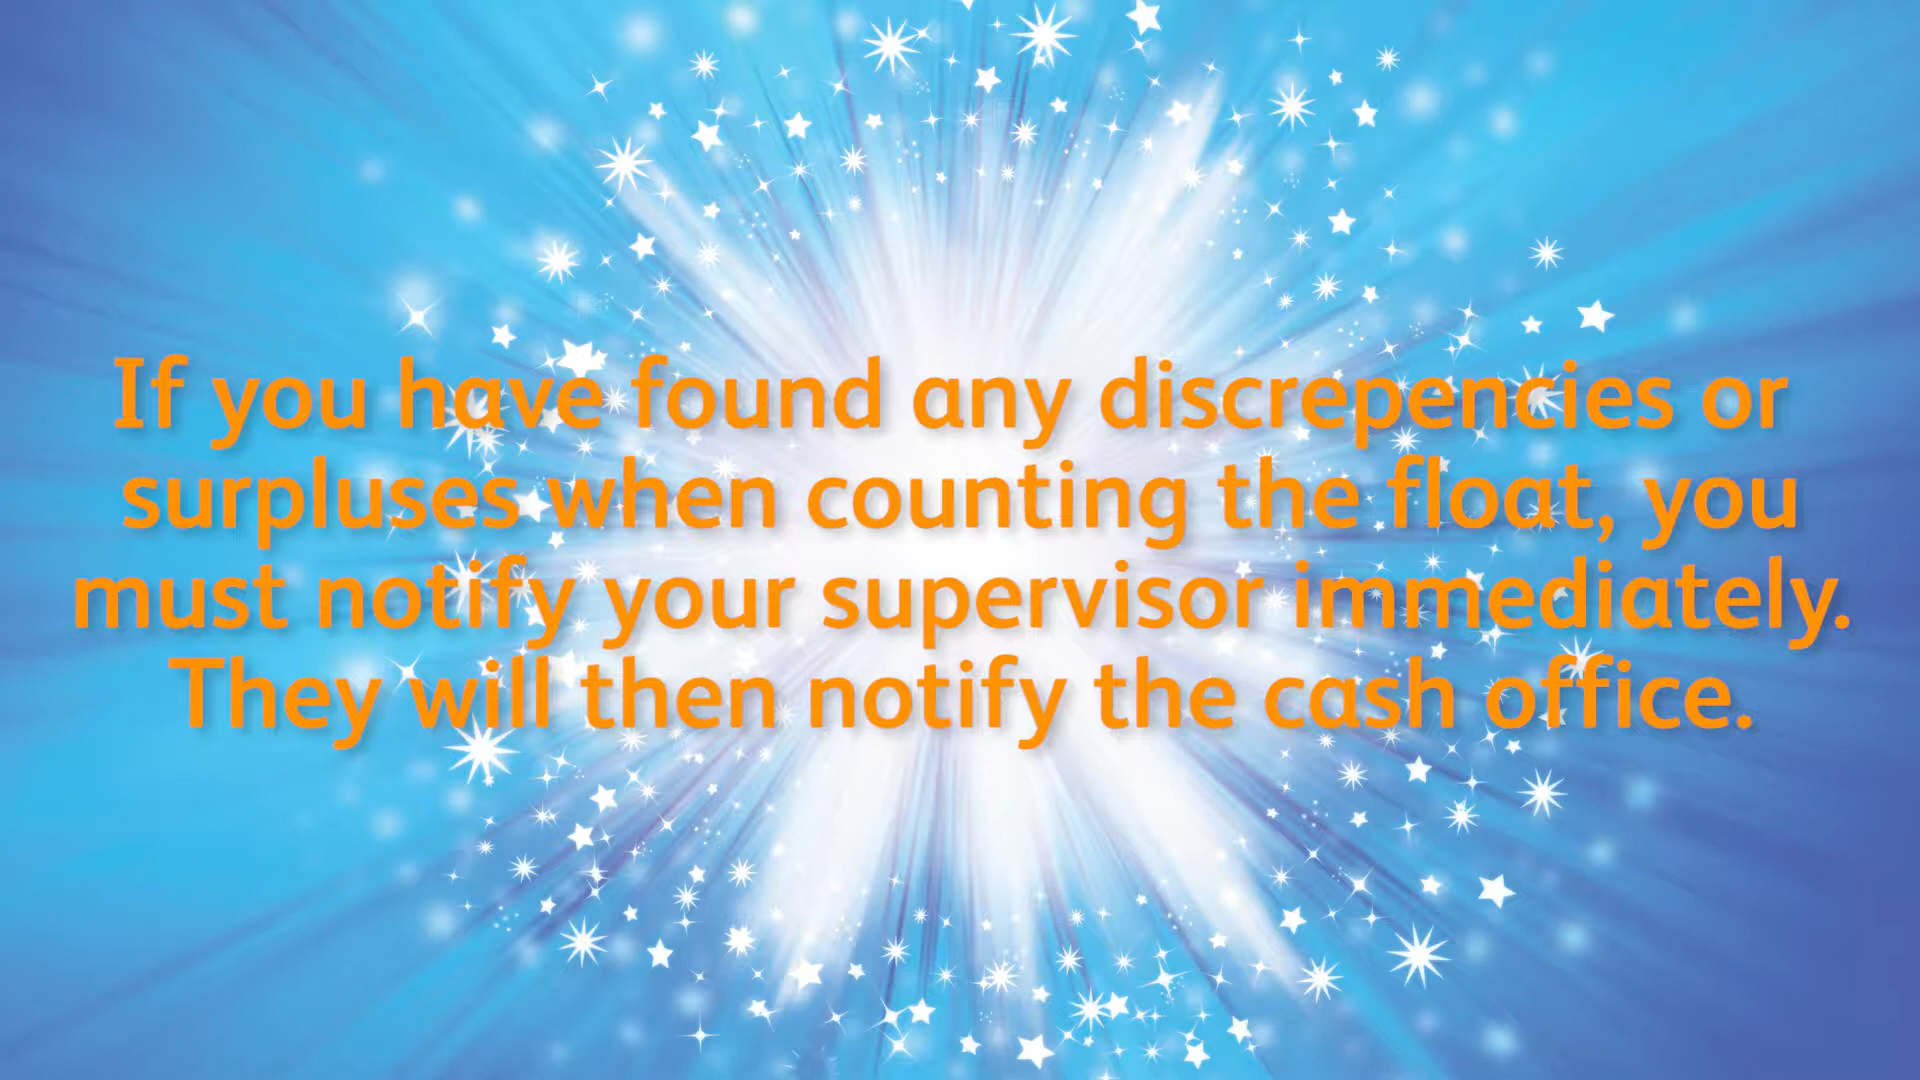 If you have found any discrepencies or
surpluses when counting the float, you
must notify your supervisor immediately.
They will then notify the cash office.